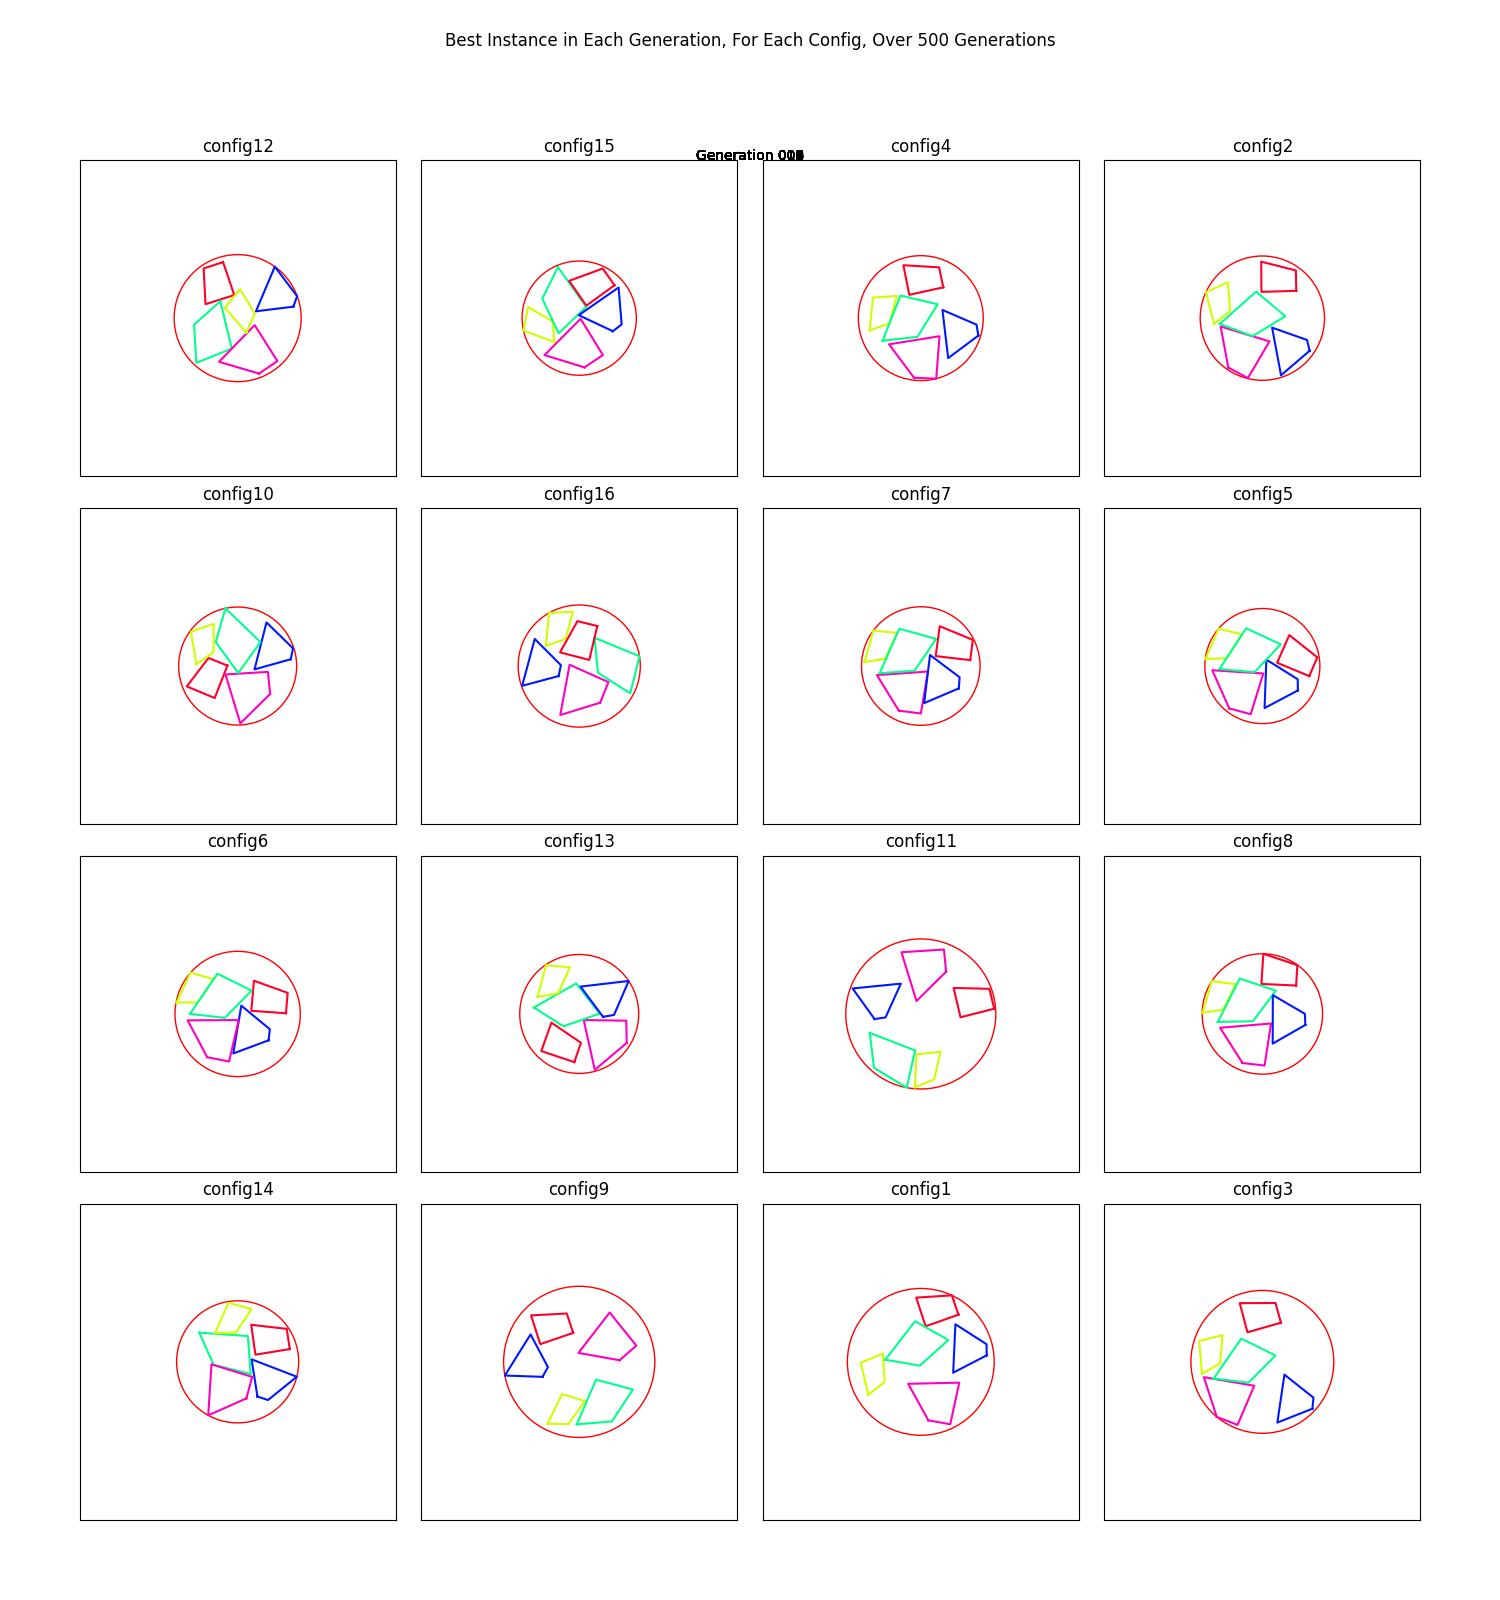 Best Instance in Each Generation, For Each Config, Over 500 Generations
config12
config15
Generation
config4
config2
config10
config16
config7
config5
config6
config13
config11
config8
config14
config9
config1
config3